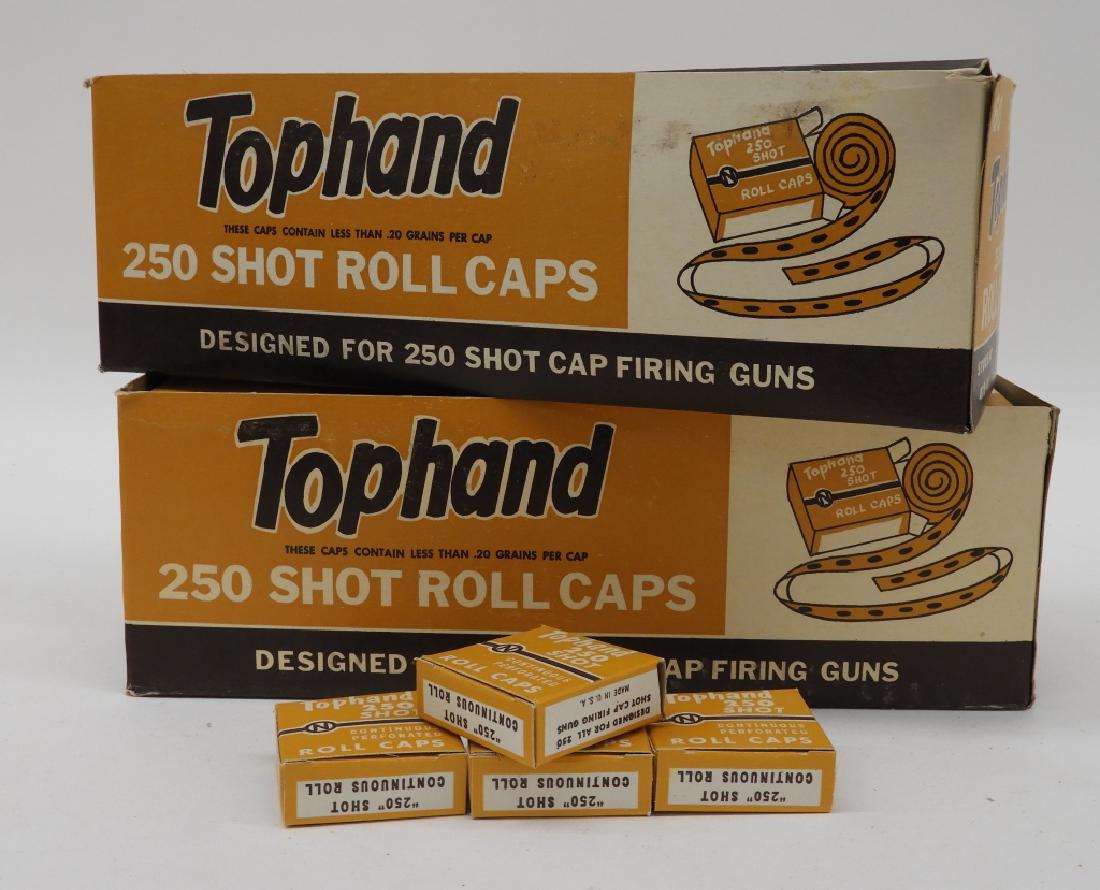 Tophand
THESE CAPS CONTAIN LESS THAN .20 GRAINS PER CAP
250 SHOT ROLL CAPS
DESIGNED FOR 250 SHOT CAP FIRING GUNS
Tophand
250
SHOT
N
ROLL CAPS
Tophand
THESE CAPS CONTAIN LESS THAN .20 GRAINS PER CAP
250 SHOT ROLL CAPS
DESIGNED
AP FIRING GUNS
Tophand
250
SHOT
N
ROLL CAPS
Tophand
250
SHOT
N
CONTINUOUS
PERFORATED
ROLL CAPS
"250" SHOT
CONTINUOUS ROLL
DESIGNED FOR ALL 250
SHOT CAP FIRING GUNS
MADE IN U.S.A.
Tophand
250
SHOT
N
CONTINUOUS
PERFORATED
ROLL CAPS
"250" SHOT
CONTINUOUS ROLL
"250" SHOT
CONTINUOUS ROLL
Tophand
250
SHOT
CONTINUOUS
PERFORATED
ROLL CAPS
"250" SHOT
CONTINUOUS ROLL